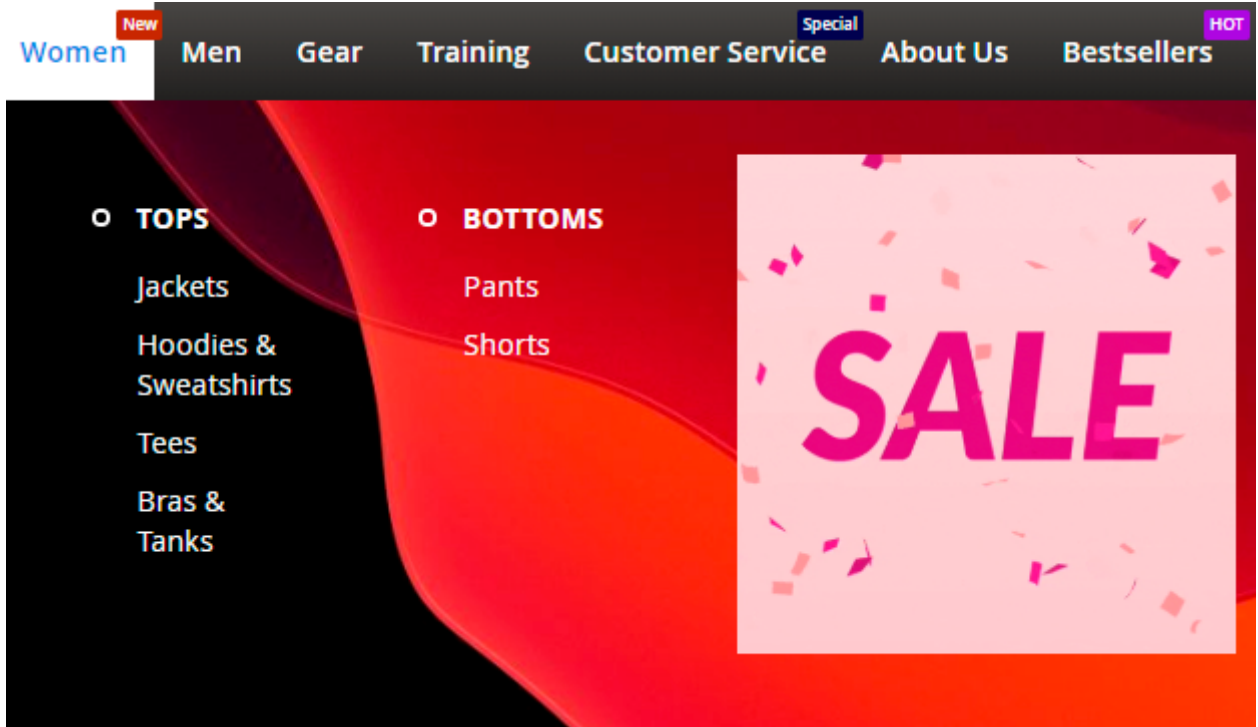 New
Special
HOT
Women Men Gear Training Customer Service About Us Bestsellers
TOPS
Jackets
Hoodies &
Sweatshirts
Tees
Bras &
Tanks
BOTTOMS
Pants
Shorts
SALE